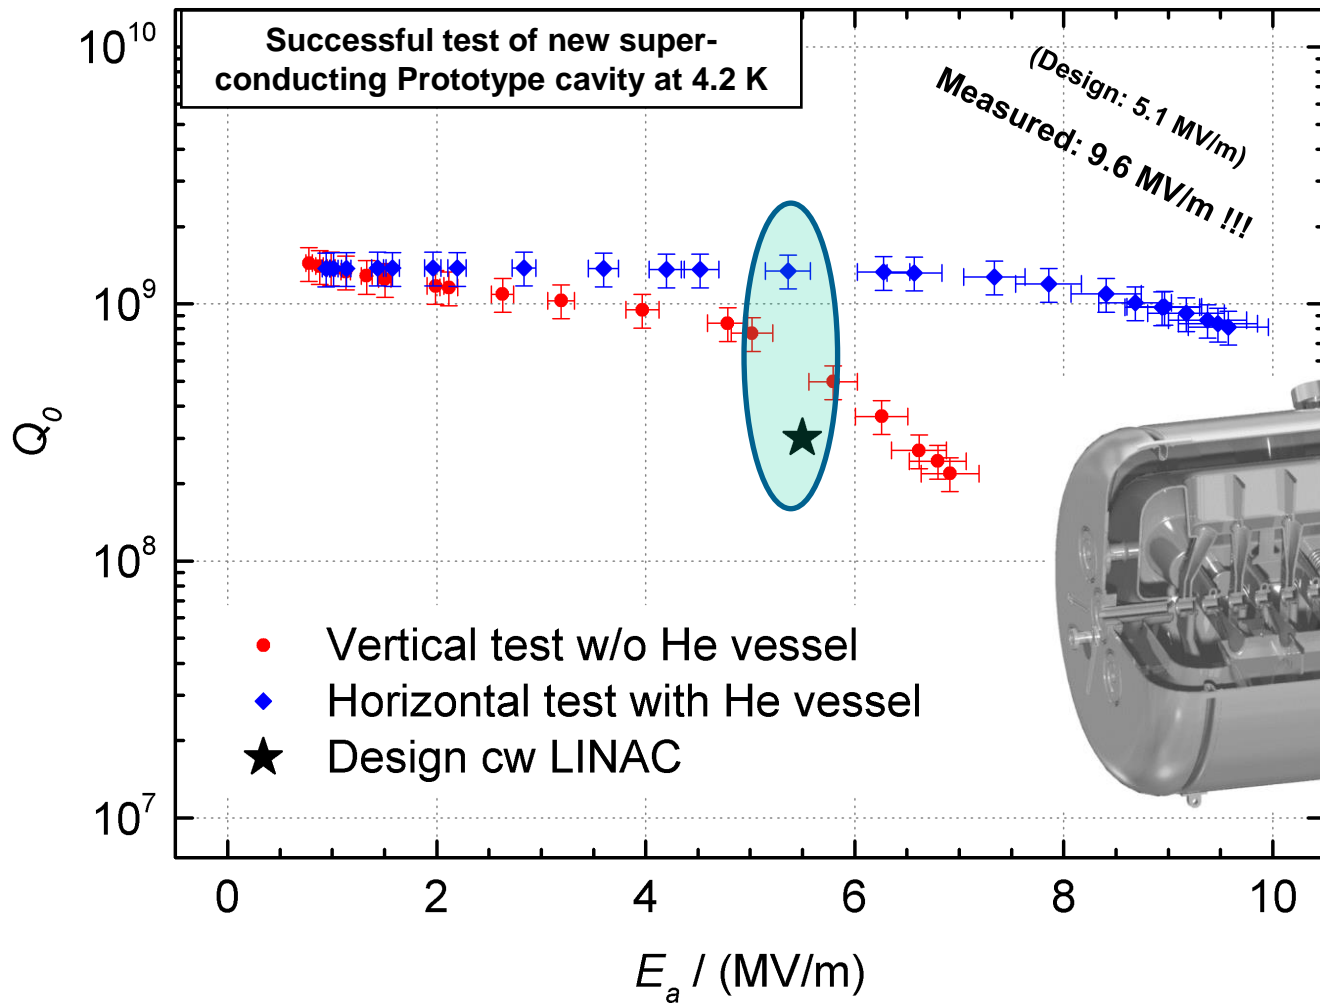 Successful test of new super-
conducting Prototype cavity at 4.2 K
(Design: 5.1 MV/m)
Measured: 9.6 MV/m !!!
10^10
10^9
10^8
10^7
Q_0
Vertical test w/o He vessel
Horizontal test with He vessel
Design cw LINAC
0 2 4 6 8 10
E_a / (MV/m)